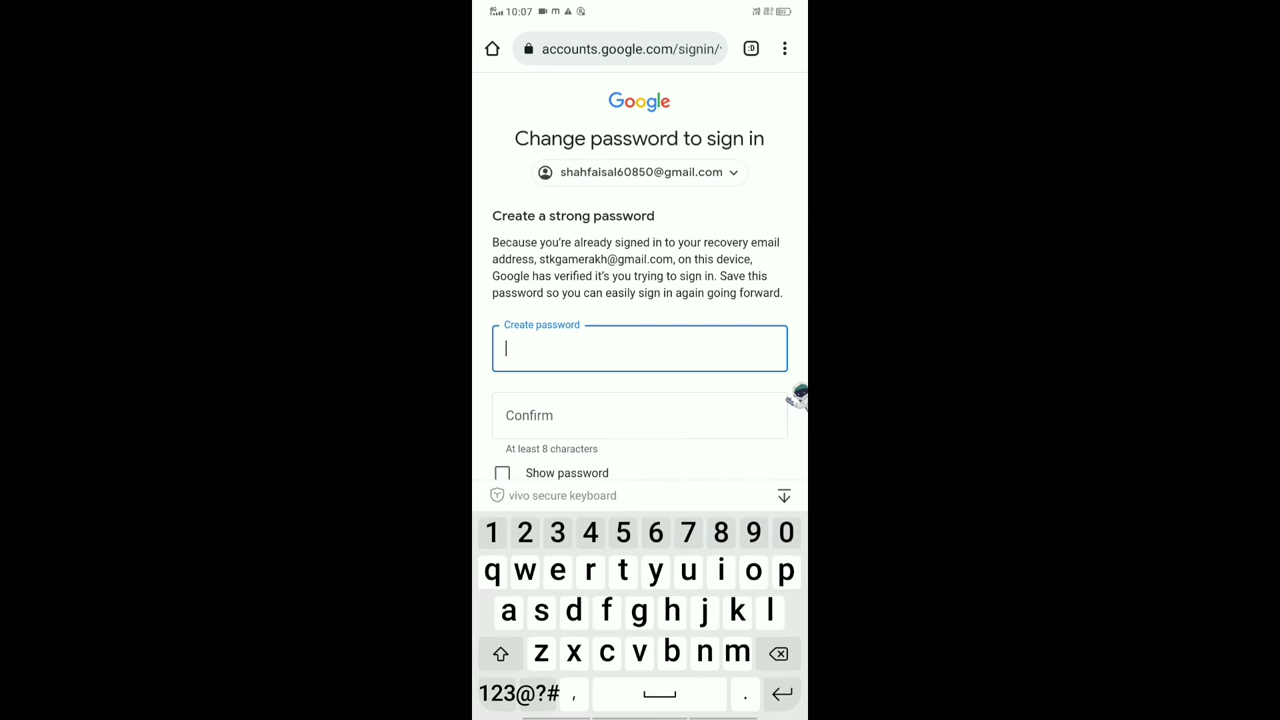 10:07
accounts.google.com/signin/
:D
Google
Change password to sign in
shahfaisal60850@gmail.com
Create a strong password
Because you're already signed in to your recovery email
address, stkgamerakh@gmail.com, on this device,
Google has verified it's you trying to sign in. Save this
password so you can easily sign in again going forward.
Create password
Confirm
At least 8 characters
Show password
vivo secure keyboard
1 2 3 4 5 6 7 8 9 0
q w e r t y u i o p
a s d f g h j k l
z x c v b n m
123@?# , .